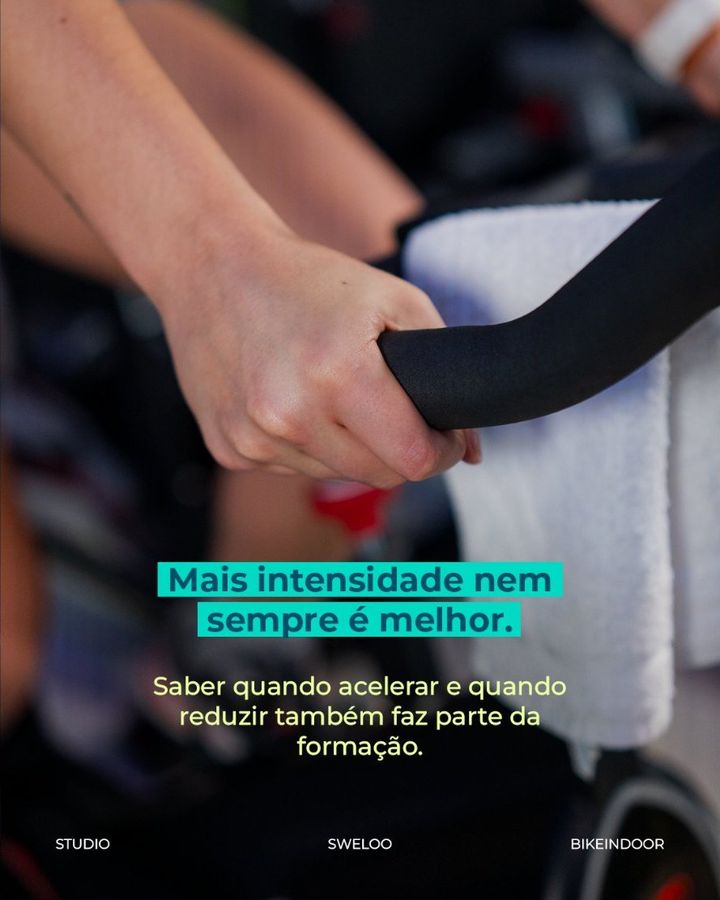 Mais intensidade nem
sempre é melhor.
Saber quando acelerar e quando
reduzir também faz parte da
formação.
STUDIO SWELOO BIKEINDOOR